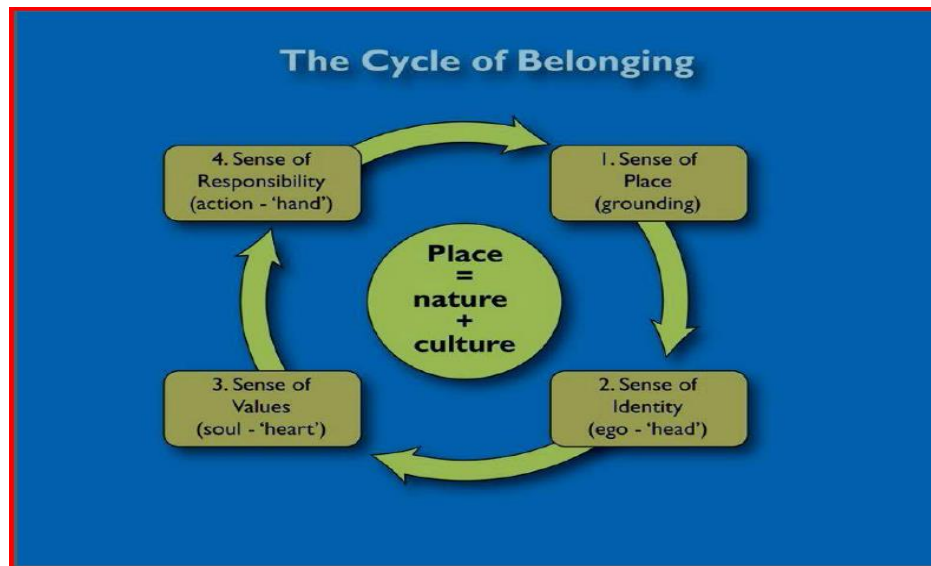 The Cycle of Belonging
4. Sense of
Responsibility
(action - ‘hand’)
1. Sense of
Place
(grounding)
Place
=
nature
+
culture
3. Sense of
Values
(soul - ‘heart’)
2. Sense of
Identity
(ego - ‘head’)